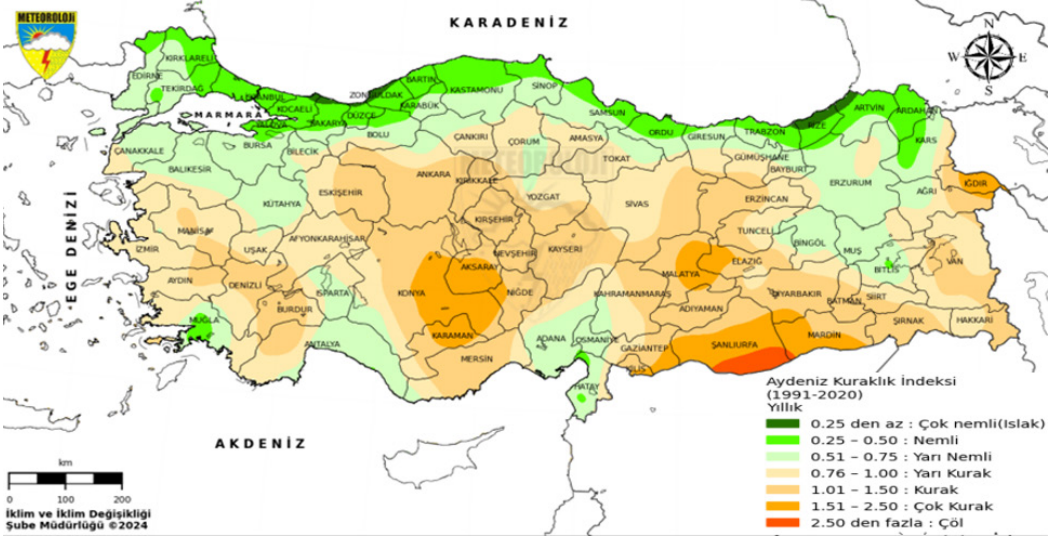 METEOROLOJİ
KARADENİZ
N
W
E
S
KIRKLARELİ
EDİRNE
TEKİRDAĞ
İSTANBUL
KOCAELİ
YALOVA
SAKARYA
DÜZCE
ZONGULDAK
BARTIN
KARABÜK
KASTAMONU
SİNOP
SAMSUN
ORDU
GİRESUN
TRABZON
RİZE
ARTVİN
ARDAHAN
KARS
MARMARA
ÇANAKKALE
BALIKESİR
BURSA
BİLECİK
BOLU
ÇANKIRI
ÇORUM
AMASYA
TOKAT
GÜMÜŞHANE
BAYBURT
ERZURUM
AĞRI
IĞDIR
METEOROLOJİ
EGE DENİZİ
KÜTAHYA
ESKİŞEHİR
ANKARA
KIRIKKALE
YOZGAT
SİVAS
ERZİNCAN
TUNCELİ
BİNGÖL
MUŞ
BİTLİS
VAN
MANİSA
İZMİR
UŞAK
AFYONKARAHİSAR
KIRŞEHİR
NEVŞEHİR
KAYSERİ
MALATYA
ELAZIĞ
AYDIN
DENİZLİ
ISPARTA
BURDUR
KONYA
AKSARAY
NİĞDE
KAHRAMANMARAŞ
ADIYAMAN
DİYARBAKIR
BATMAN
SİİRT
ŞIRNAK
HAKKARİ
MUĞLA
ANTALYA
KARAMAN
MERSİN
ADANA
OSMANİYE
GAZİANTEP
KİLİS
ŞANLIURFA
MARDİN
HATAY
AKDENİZ
Aydeniz Kuraklık İndeksi
(1991-2020)
Yıllık
0.25 den az : Çok nemli(Islak)
0.25 – 0.50 : Nemli
0.51 – 0.75 : Yarı Nemli
0.76 – 1.00 : Yarı Kurak
1.01 – 1.50 : Kurak
1.51 – 2.50 : Çok Kurak
2.50 den fazla : Çöl
km
0 100 200
İklim ve İklim Değişikliği
Şube Müdürlüğü ©2024